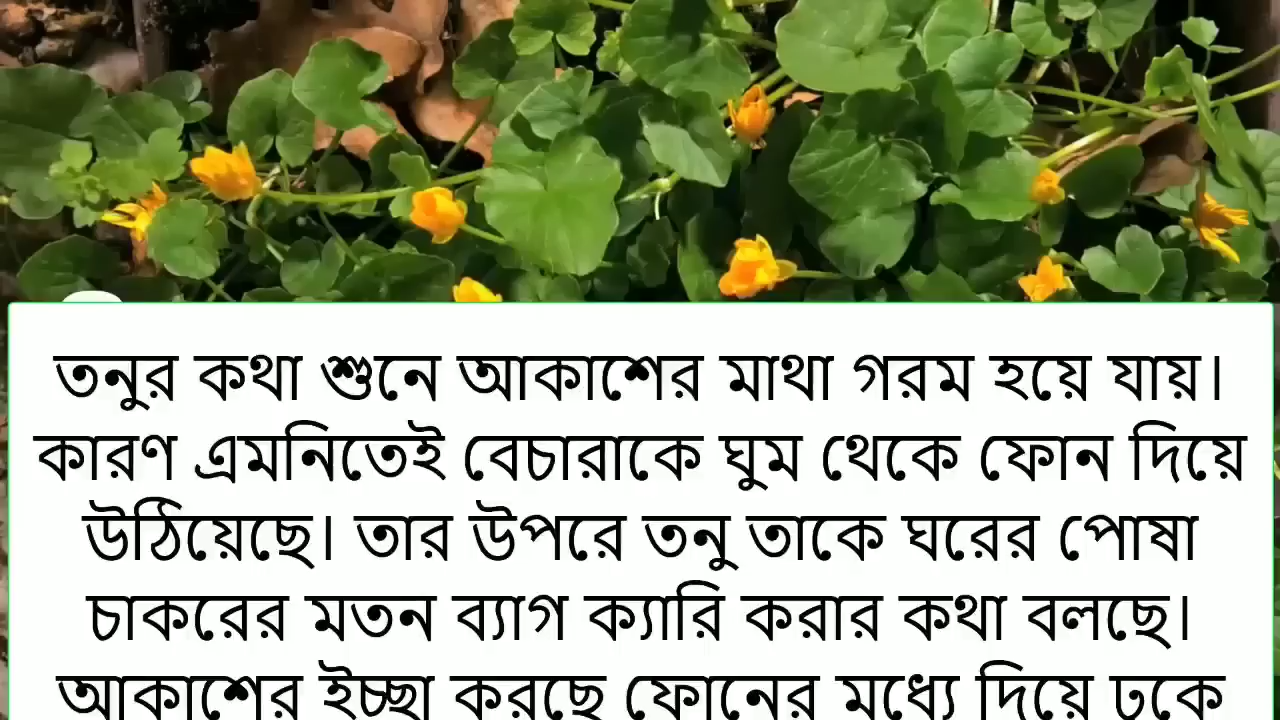 তনুর কথা শুনে আকাশের মাথা গরম হয়ে যায়।
কারণ এমনিতেই বেচারাকে ঘুম থেকে ফোন দিয়ে
উঠিয়েছে। তার উপরে তনু তাকে ঘরের পোষা
চাকরের মতন ব্যাগ ক্যারি করার কথা বলছে।
আকাশের ইচ্ছা করছে ফোনের মধ্যে দিয়ে ঢকে